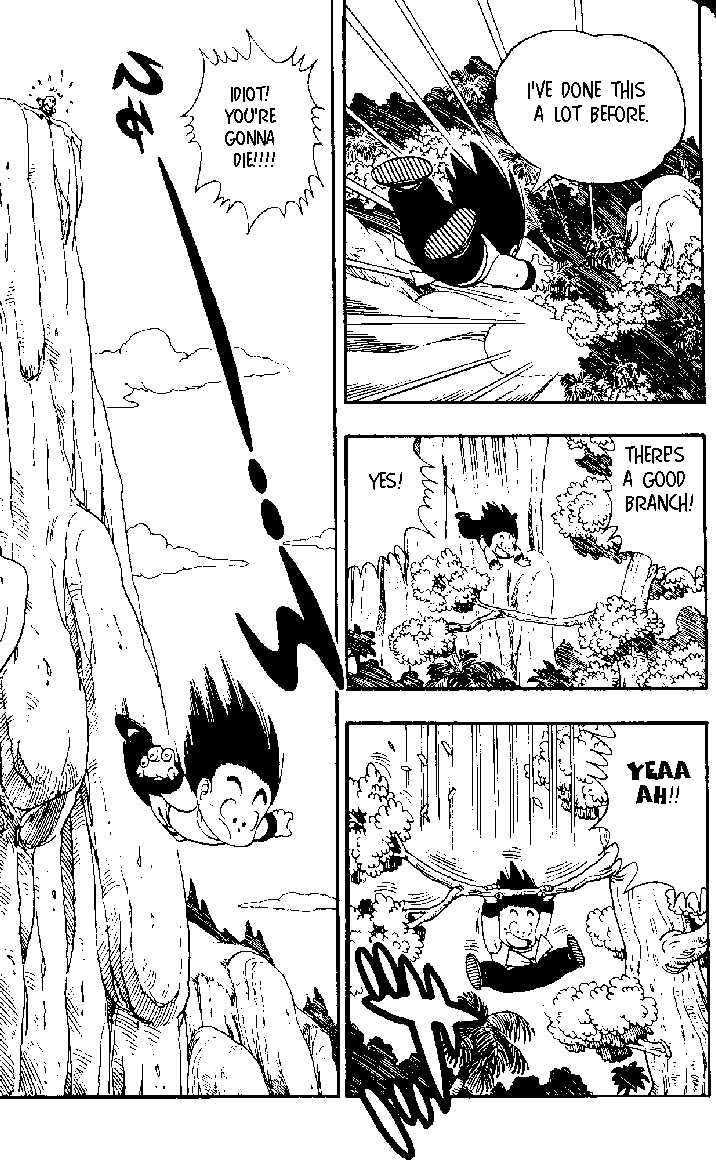 I'VE DONE THIS
A LOT BEFORE.
THERE'S
A GOOD
BRANCH!
YES!
YEAA
AH!!
IDIOT!
YOU'RE
GONNA
DIE!!!!